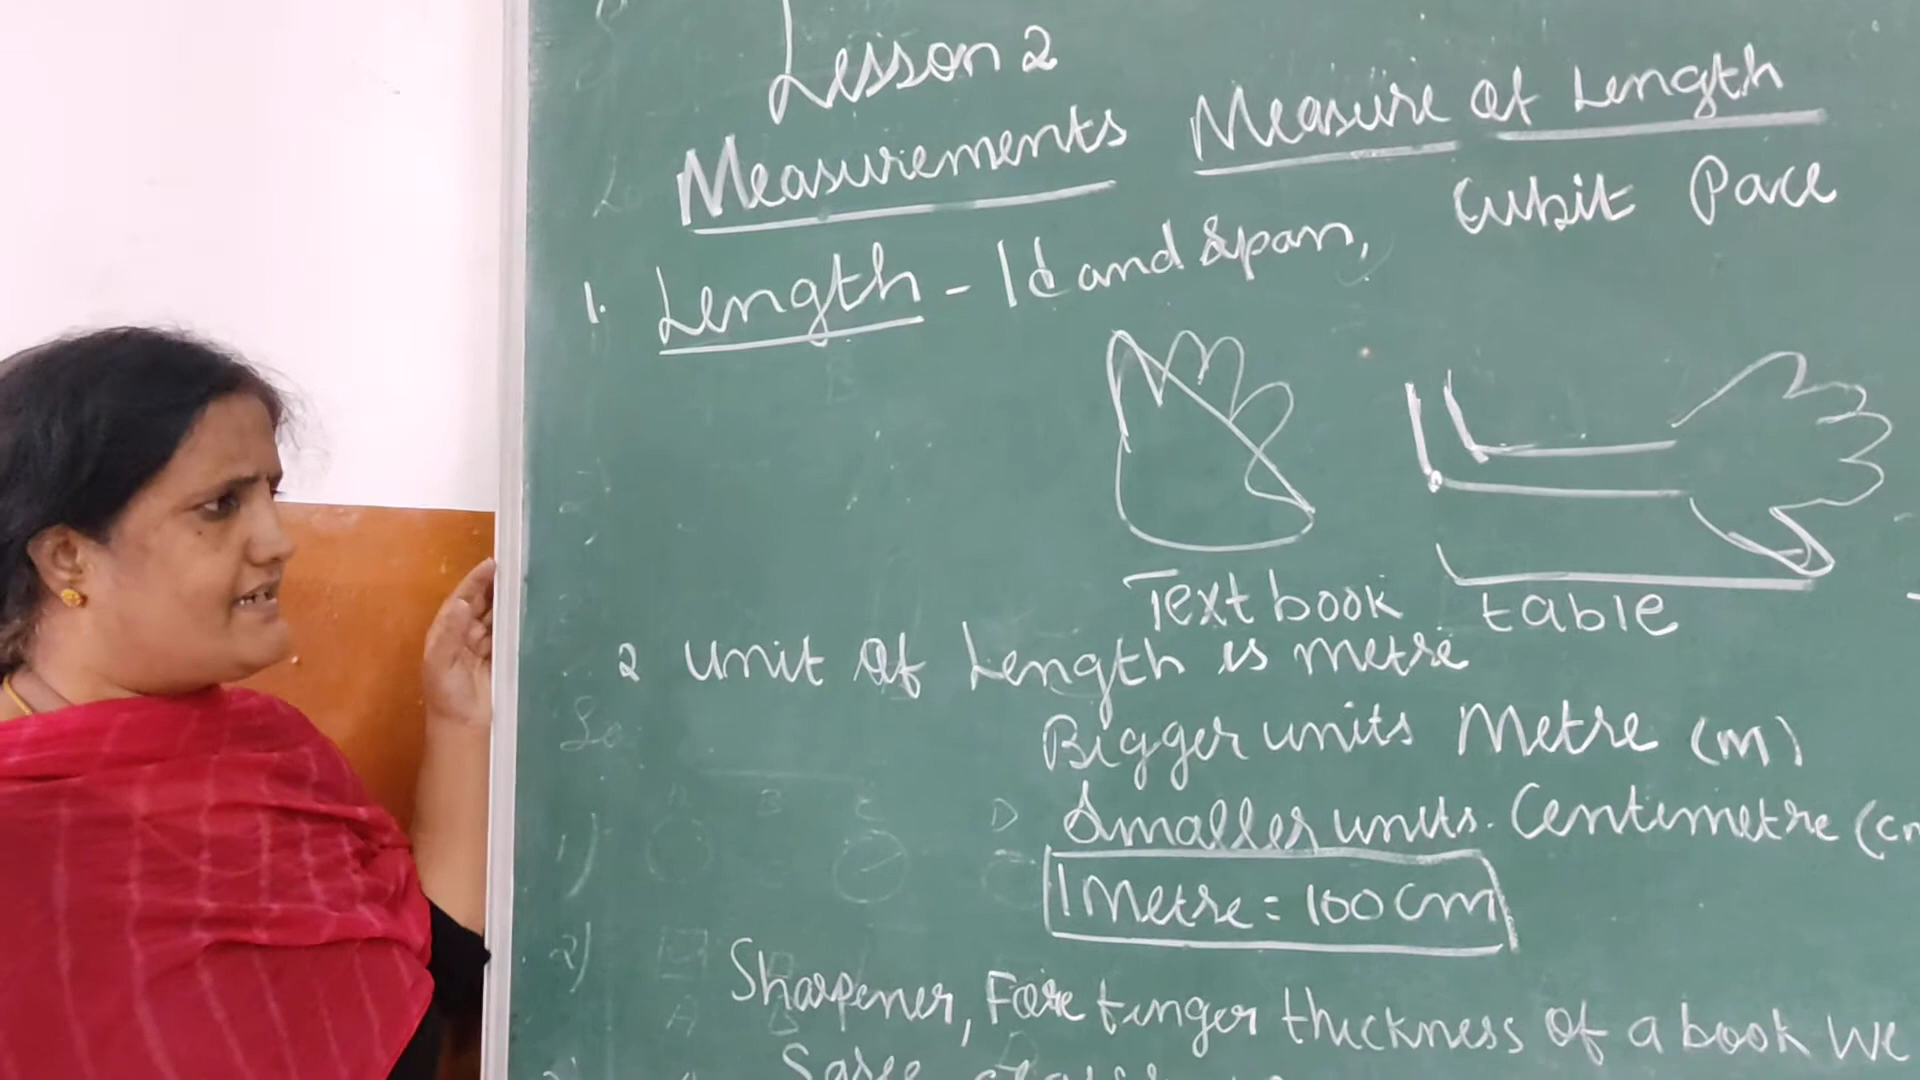 Lesson 2
Measurements Measure of Length
1. Length - Hand span, Cubit Pace
Text book table
2 unit of Length is metre
Bigger units Metre (m)
Smaller units. Centimetre (cm
1 Metre = 100 cm
Sharpener, Fore finger thickness of a book we
Saree